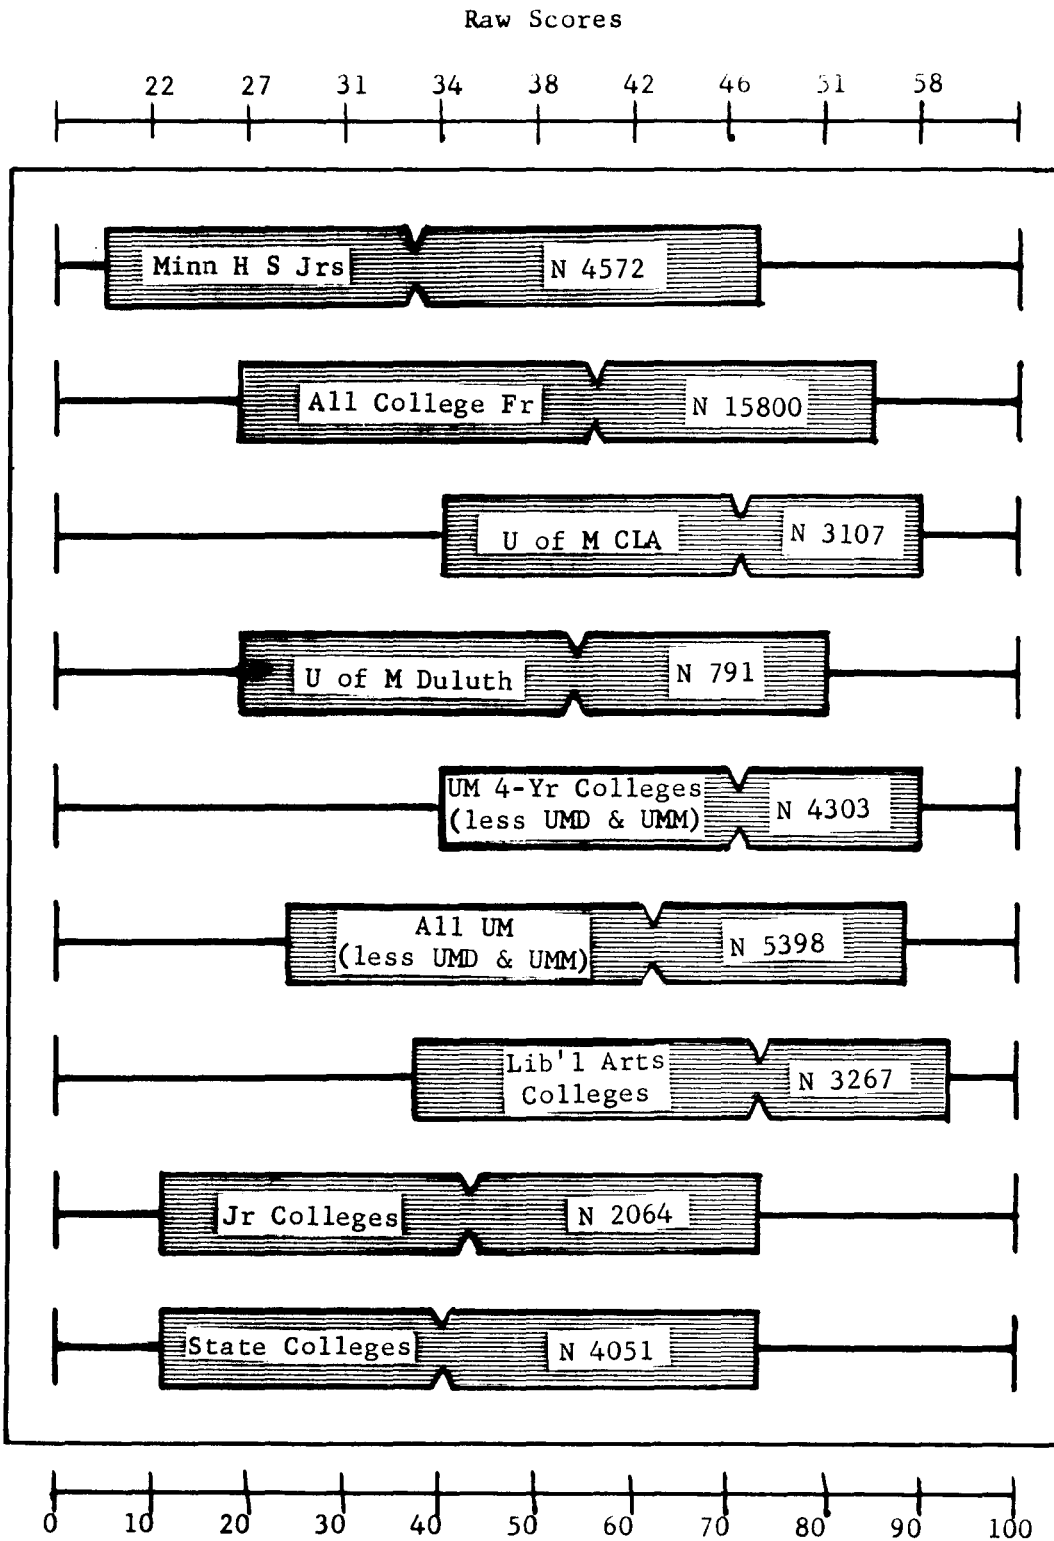 Raw Scores
22 27 31 34 38 42 46 51 58
Minn H S Jrs N 4572
All College Fr N 15800
U of M CLA N 3107
U of M Duluth N 791
UM 4-Yr Colleges
(less UMD & UMM) N 4303
All UM
(less UMD & UMM) N 5398
Lib'l Arts
Colleges N 3267
Jr Colleges N 2064
State Colleges N 4051
0 10 20 30 40 50 60 70 80 90 100